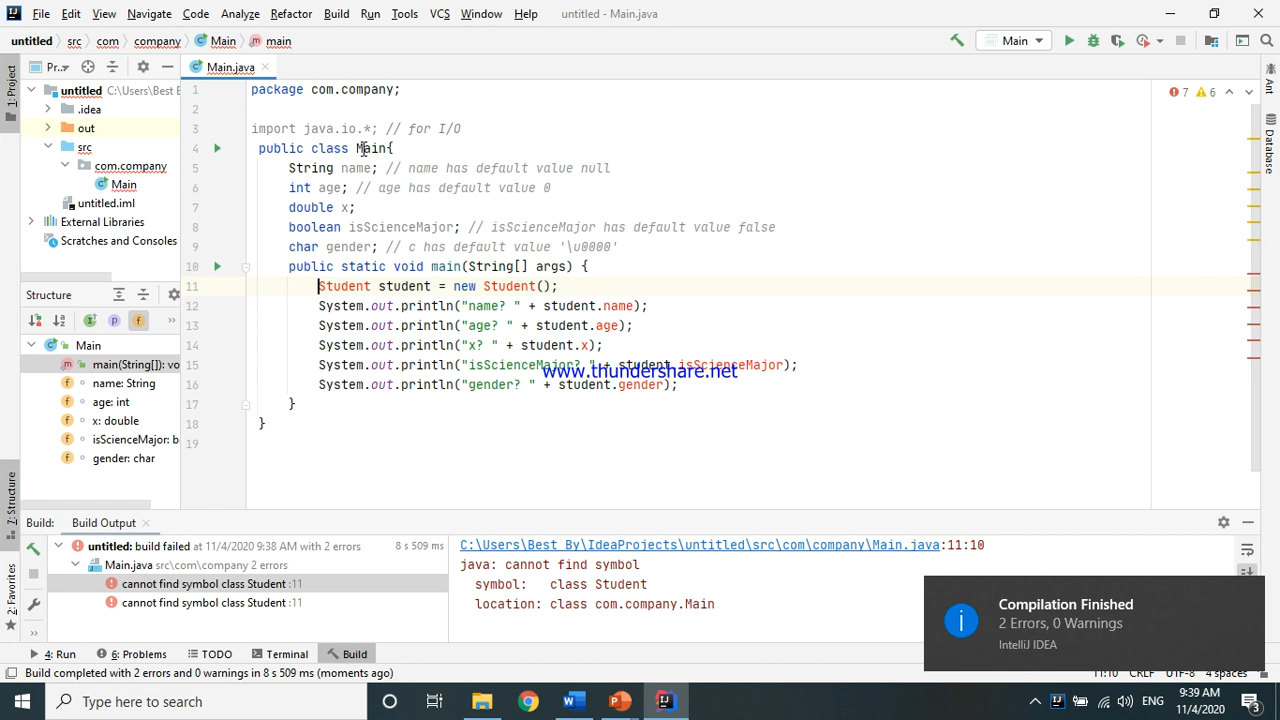 File Edit View Navigate Code Analyze Refactor Build Run Tools VCS Window Help untitled - Main.java
untitled src com company Main main Main
Pr... Main.java
1: Project
untitled C:\Users\Best B
.idea
out
src
com.company
Main
untitled.iml
External Libraries
Scratches and Consoles
Structure
Main
main(String[]): vo
name: String
age: int
x: double
isScienceMajor: b
gender: char
7: Structure
2: Favorites
1 package com.company;
2
3 import java.io.*; // for I/O
4 public class Main{
5 String name; // name has default value null
6 int age; // age has default value 0
7 double x;
8 boolean isScienceMajor; // isScienceMajor has default value false
9 char gender; // c has default value '\u0000'
10 public static void main(String[] args) {
11 Student student = new Student();
12 System.out.println("name? " + student.name);
13 System.out.println("age? " + student.age);
14 System.out.println("x? " + student.x);
15 System.out.println("isScienceMajor? " + student.isScienceMajor);
16 System.out.println("gender? " + student.gender);
17 }
18 }
19
www.thundershare.net
7 6
Ant
Database
Build: Build Output
untitled: build failed at 11/4/2020 9:38 AM with 2 errors 8 s 509 ms
Main.java src\com\company 2 errors
cannot find symbol class Student :11
cannot find symbol class Student :11
C:\Users\Best By\IdeaProjects\untitled\src\com\company\Main.java:11:10
java: cannot find symbol
symbol: class Student
location: class com.company.Main
Compilation Finished
2 Errors, 0 Warnings
IntelliJ IDEA
4: Run 6: Problems TODO Terminal Build
Build completed with 2 errors and 0 warnings in 8 s 509 ms (moments ago) 11:10 CRLF UTF-8 4 spaces
Type here to search ENG 9:39 AM
11/4/2020 3